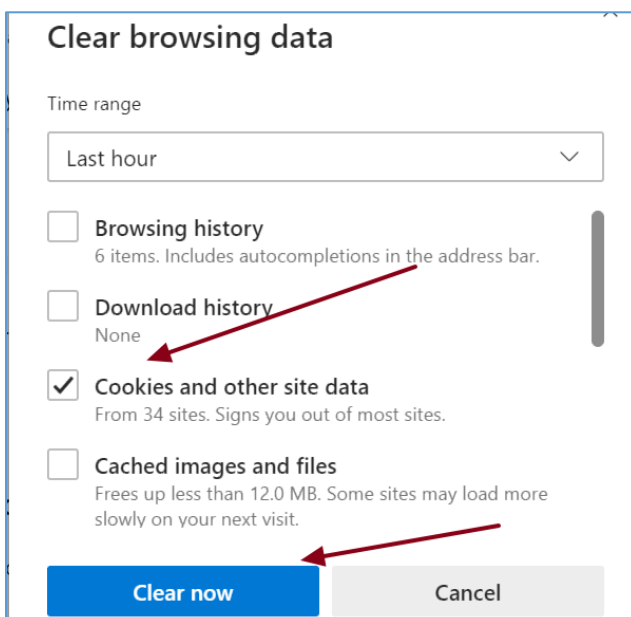 Clear browsing data
Time range
Last hour
Browsing history
6 items. Includes autocompletions in the address bar.
Download history
None
Cookies and other site data
From 34 sites. Signs you out of most sites.
Cached images and files
Frees up less than 12.0 MB. Some sites may load more
slowly on your next visit.
Clear now
Cancel